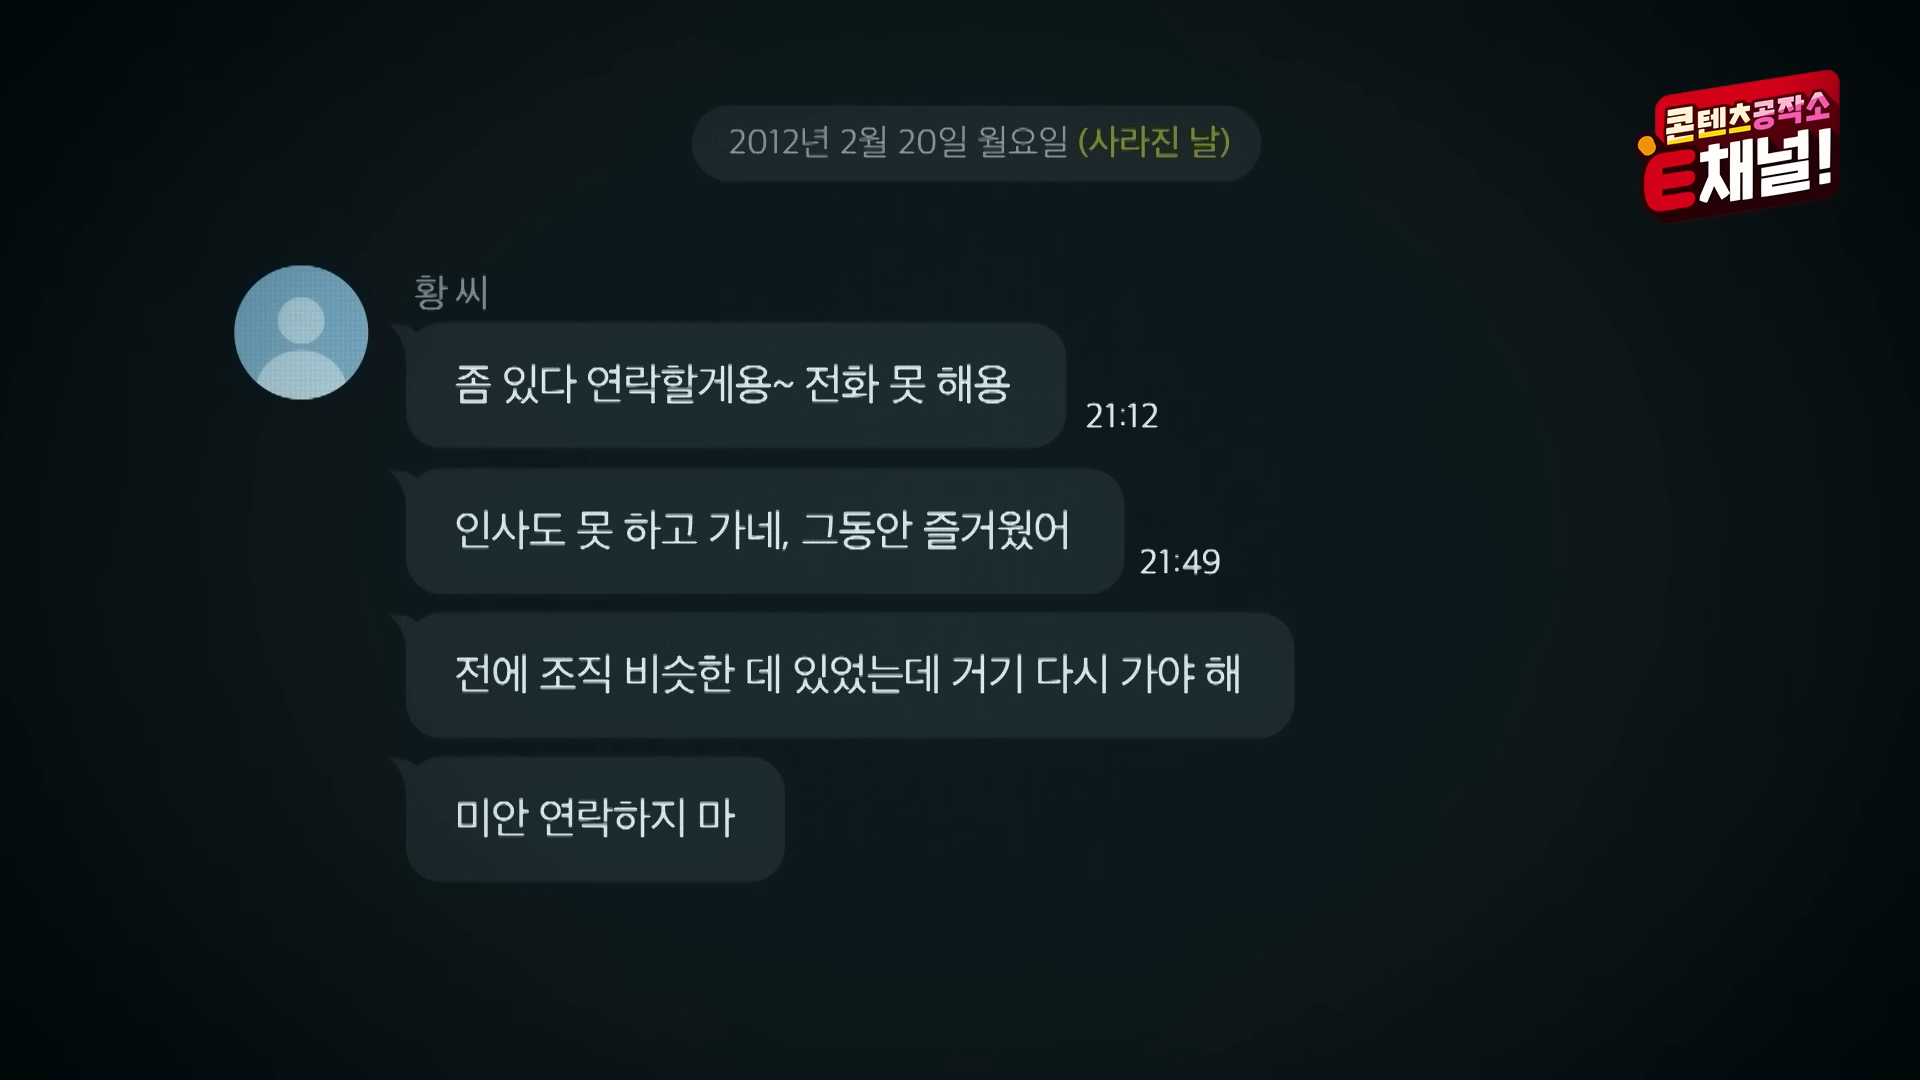 콘텐츠공작소
E채널!
2012년 2월 20일 월요일 (사라진 날)
황 씨
좀 있다 연락할게용~ 전화 못 해용
21:12
인사도 못 하고 가네, 그동안 즐거웠어
21:49
전에 조직 비슷한 데 있었는데 거기 다시 가야 해
미안 연락하지 마